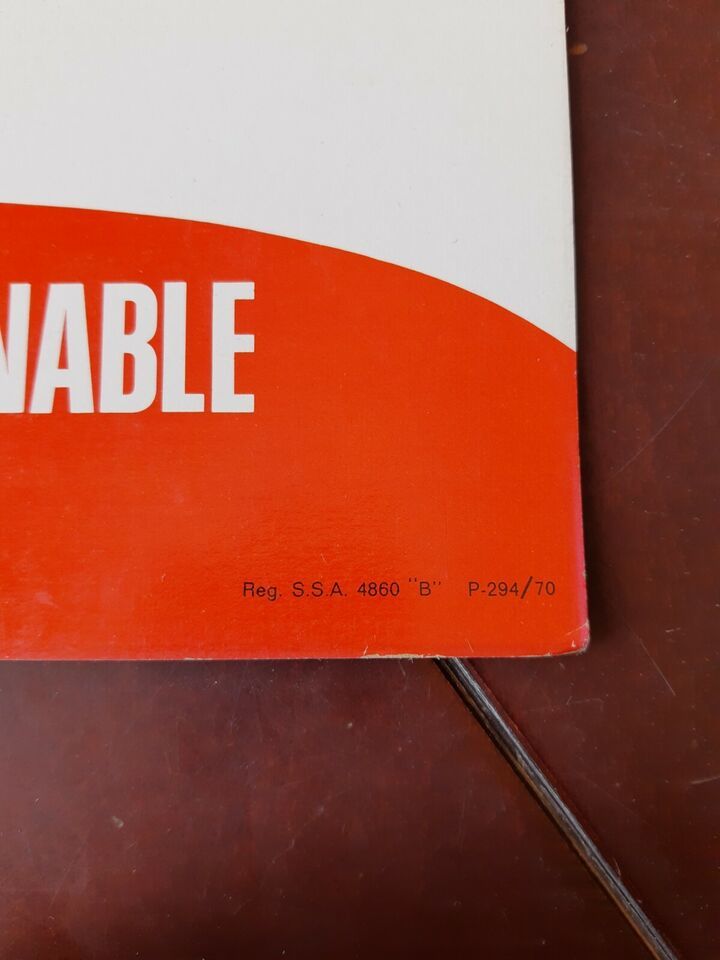 NABLE
Reg. S.S.A. 4860 "B" P-294/70